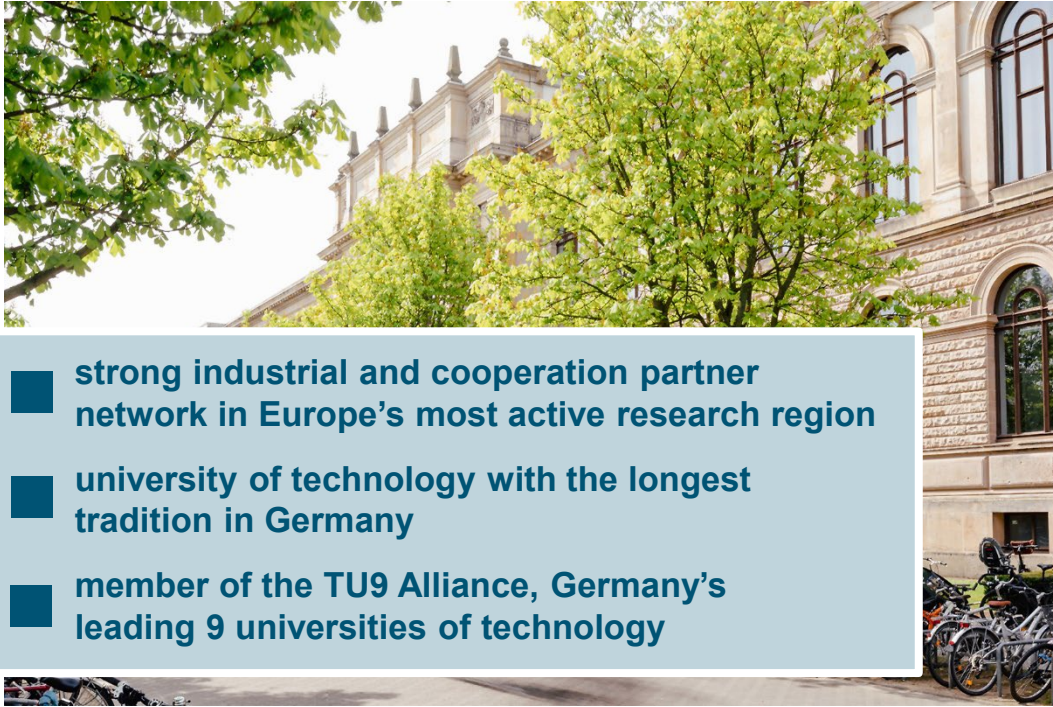 strong industrial and cooperation partner
network in Europe’s most active research region
university of technology with the longest
tradition in Germany
member of the TU9 Alliance, Germany’s
leading 9 universities of technology